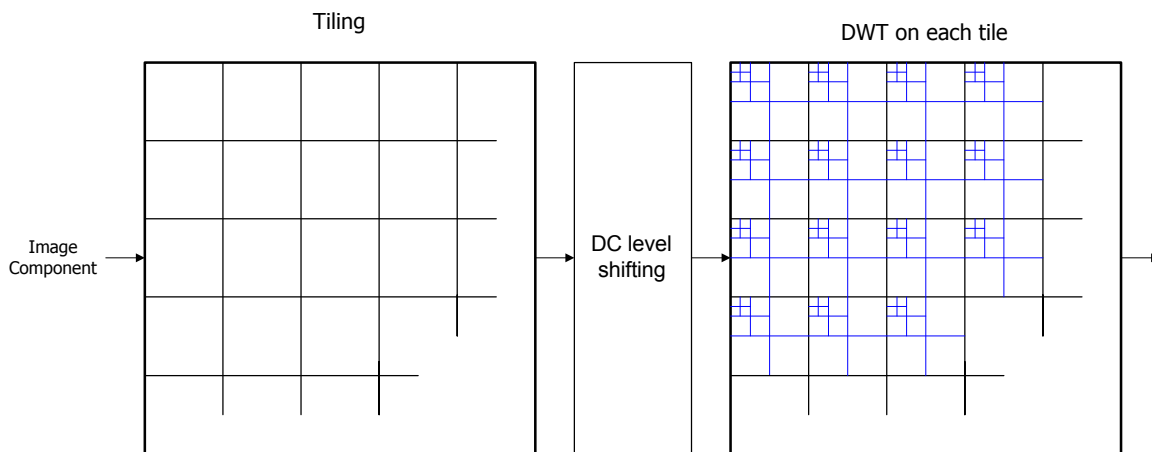 Tiling
DWT on each tile
Image
Component
DC level
shifting